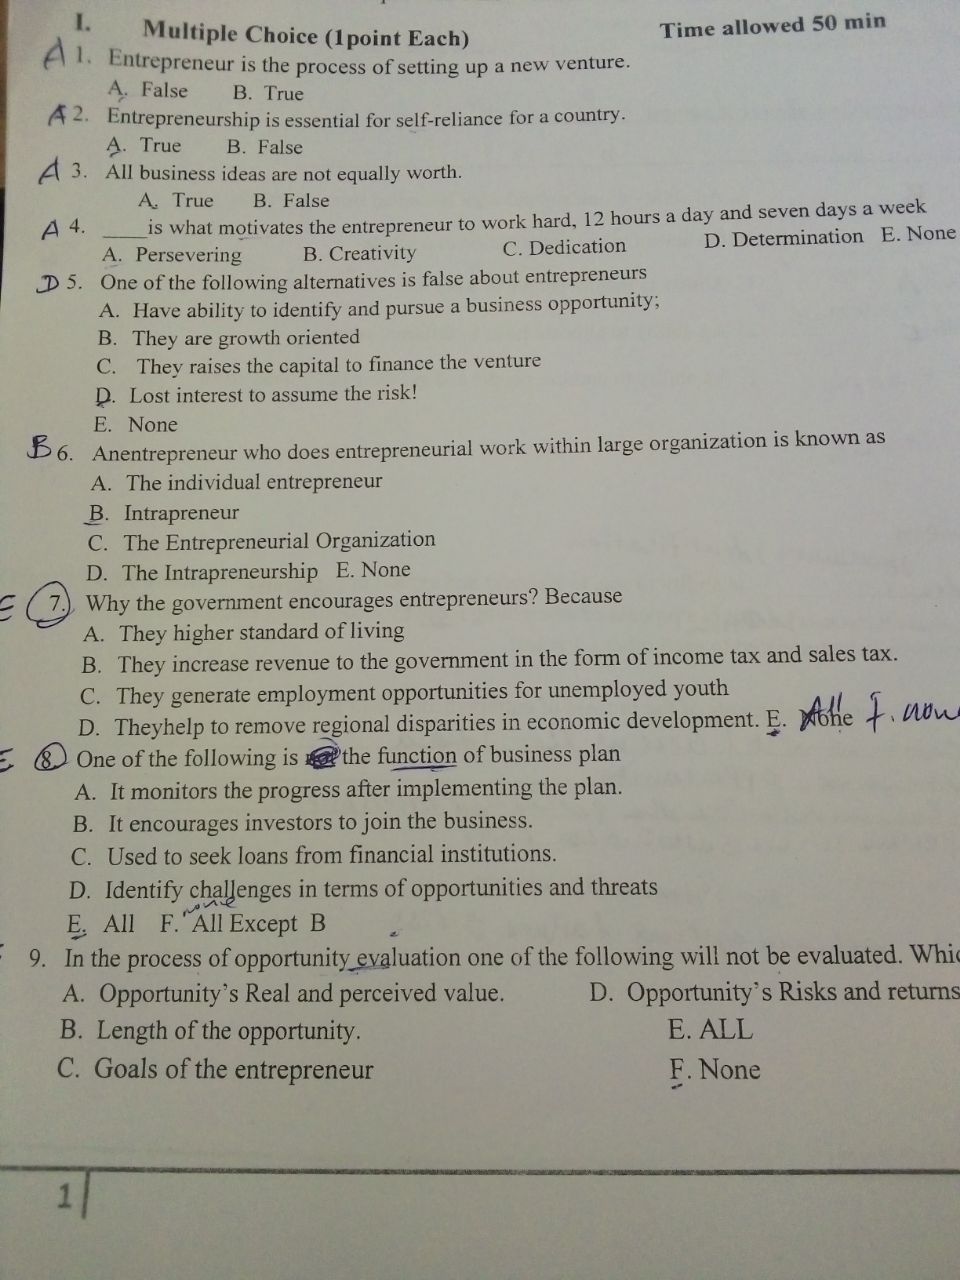 I. Multiple Choice (1point Each) Time allowed 50 min
A 1. Entrepreneur is the process of setting up a new venture.
A. False B. True
A 2. Entrepreneurship is essential for self-reliance for a country.
A. True B. False
A 3. All business ideas are not equally worth.
A. True B. False
A 4. _____is what motivates the entrepreneur to work hard, 12 hours a day and seven days a week
A. Persevering B. Creativity C. Dedication D. Determination E. None
D 5. One of the following alternatives is false about entrepreneurs
A. Have ability to identify and pursue a business opportunity;
B. They are growth oriented
C. They raises the capital to finance the venture
D. Lost interest to assume the risk!
E. None
B 6. Anentrepreneur who does entrepreneurial work within large organization is known as
A. The individual entrepreneur
B. Intrapreneur
C. The Entrepreneurial Organization
D. The Intrapreneurship E. None
E 7. Why the government encourages entrepreneurs? Because
A. They higher standard of living
B. They increase revenue to the government in the form of income tax and sales tax.
C. They generate employment opportunities for unemployed youth
D. Theyhelp to remove regional disparities in economic development. E. None All F.
E 8. One of the following is the function of business plan
A. It monitors the progress after implementing the plan.
B. It encourages investors to join the business.
C. Used to seek loans from financial institutions.
D. Identify challenges in terms of opportunities and threats
none
E. All F. All Except B
9. In the process of opportunity evaluation one of the following will not be evaluated.
A. Opportunity's Real and perceived value. D. Opportunity's Risks and returns
B. Length of the opportunity. E. ALL
C. Goals of the entrepreneur F. None
1